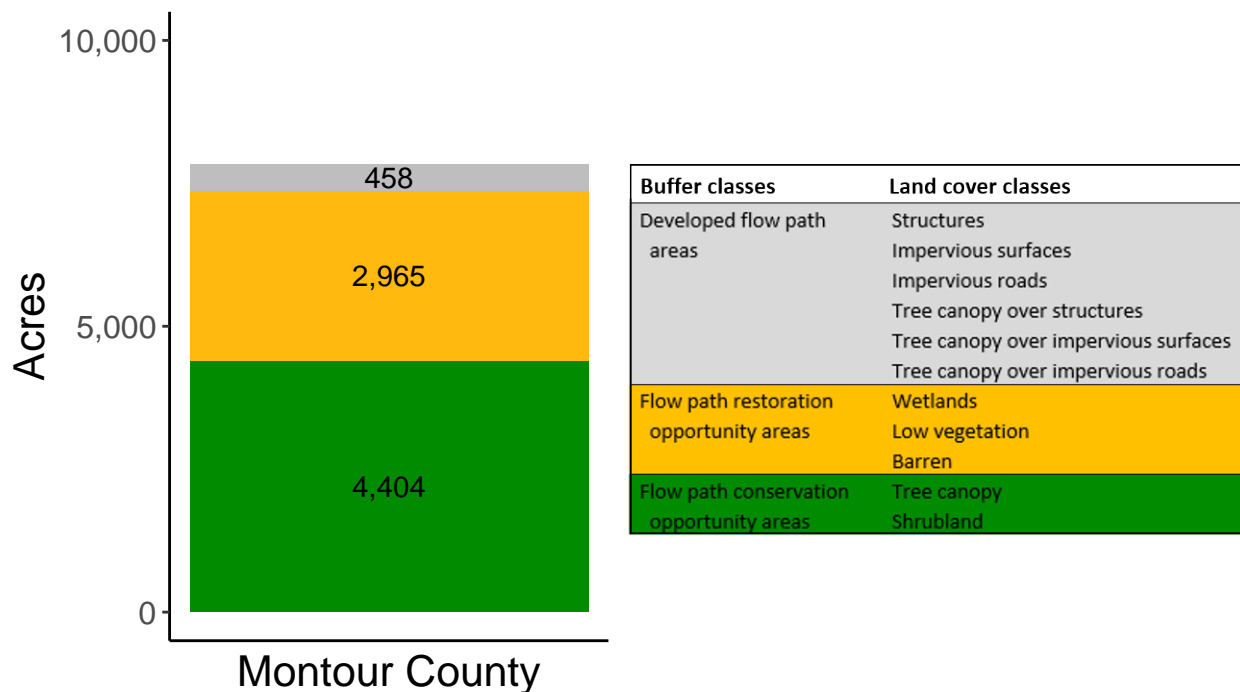 10,000
5,000
0
Acres
458
2,965
4,404
Montour County
Buffer classes Land cover classes
Developed flow path Structures
areas Impervious surfaces
Impervious roads
Tree canopy over structures
Tree canopy over impervious surfaces
Tree canopy over impervious roads
Flow path restoration Wetlands
opportunity areas Low vegetation
Barren
Flow path conservation Tree canopy
opportunity areas Shrubland